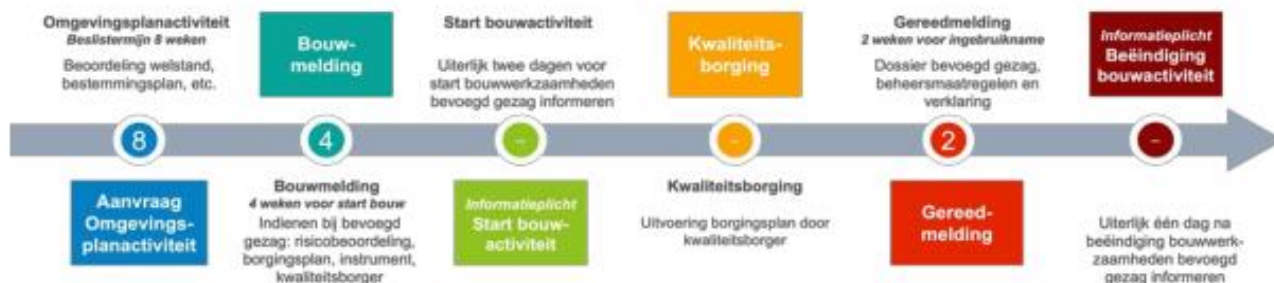 Omgevingsplanactiviteit
Beslistermijn 8 weken
Beoordeling welstand,
bestemmingsplan, etc.
8
Aanvraag
Omgevings-
planactiviteit
Bouw-
melding
4
Bouwmelding
4 weken voor start bouw
Indienen bij bevoegd
gezag: risicobeoordeling,
borgingsplan, instrument,
kwaliteitsborger
Start bouwactiviteit
Uiterlijk twee dagen voor
start bouwwerkzaamheden
bevoegd gezag informeren
-
Informatieplicht
Start bouw-
activiteit
Kwaliteits-
borging
-
Kwaliteitsborging
Uitvoering borgingsplan door
kwaliteitsborger
Gereedmelding
2 weken voor ingebruikname
Dossier bevoegd gezag,
beheersmaatregelen en
verklaring
2
Gereed-
melding
Informatieplicht
Beëindiging
bouwactiviteit
-
Uiterlijk één dag na
beëindiging bouwwerk-
zaamheden bevoegd
gezag informeren